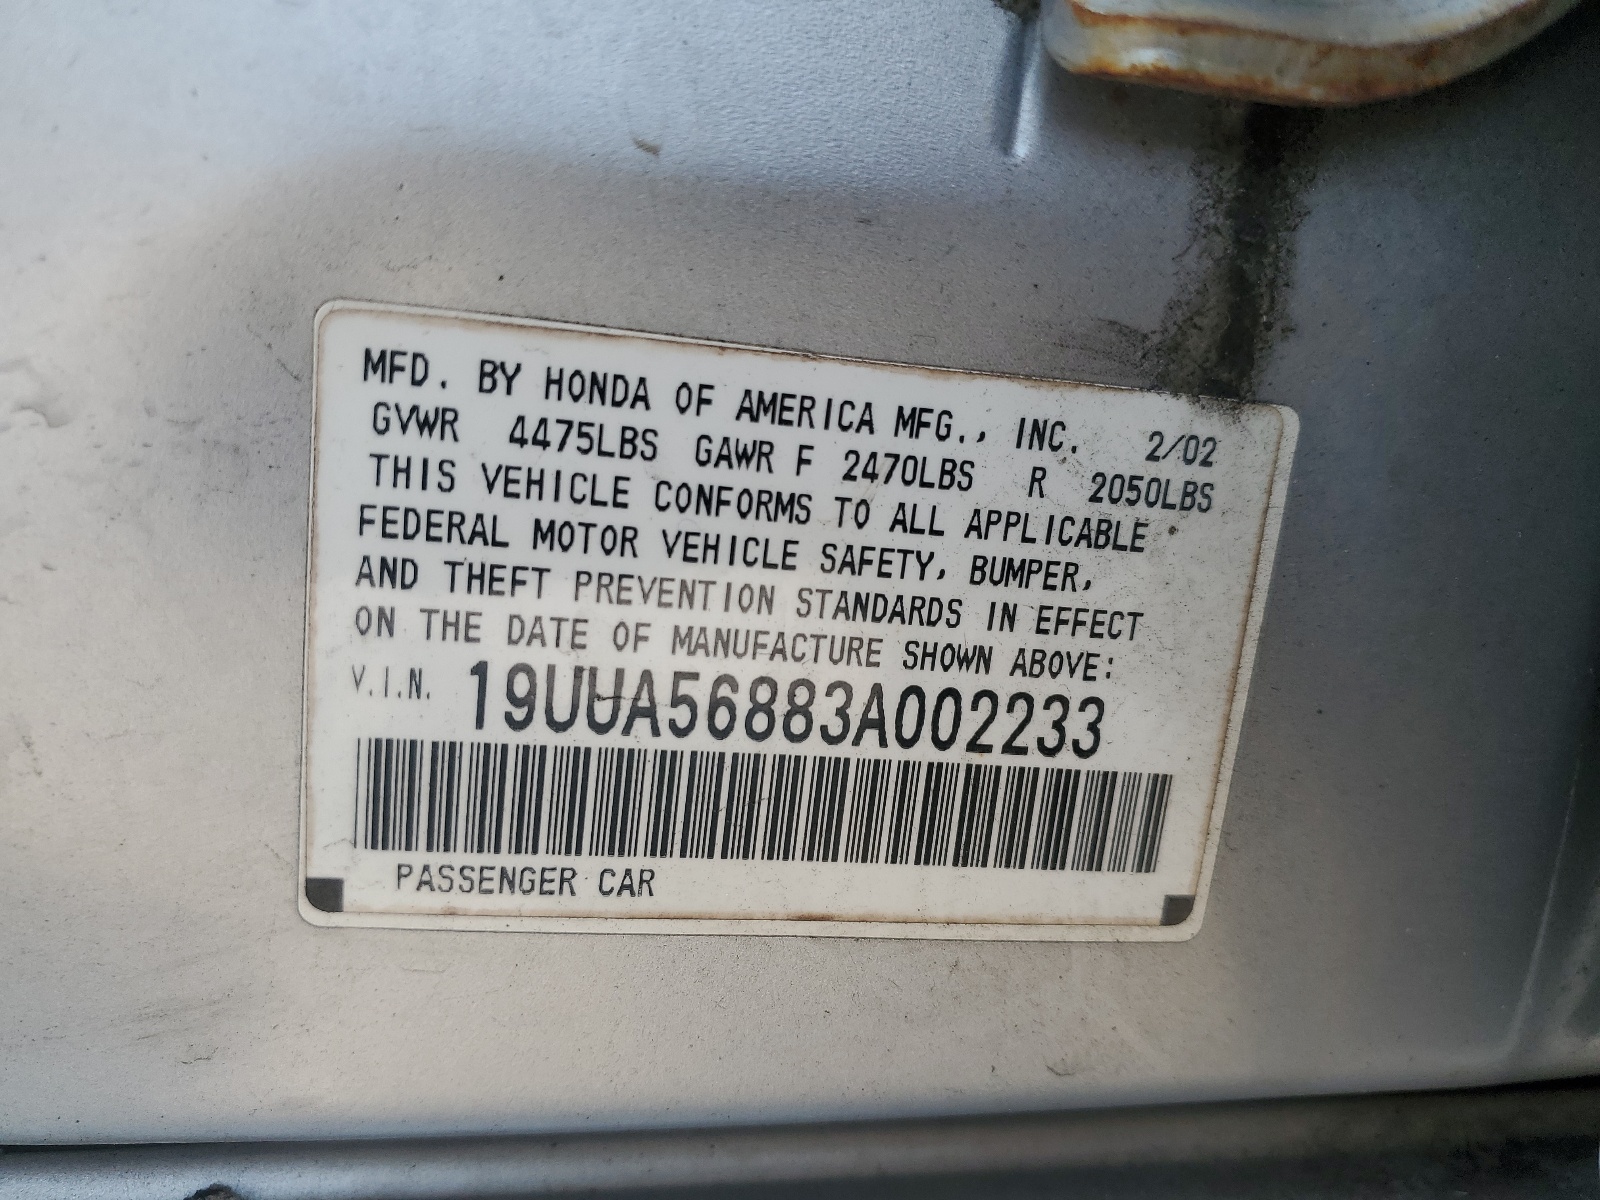 MFD. BY HONDA OF AMERICA MFG., INC. 2/02
GVWR 4475LBS GAWR F 2470LBS R 2050LBS
THIS VEHICLE CONFORMS TO ALL APPLICABLE
FEDERAL MOTOR VEHICLE SAFETY, BUMPER,
AND THEFT PREVENTION STANDARDS IN EFFECT
ON THE DATE OF MANUFACTURE SHOWN ABOVE:
V.I.N. 19UUA56883A002233
PASSENGER CAR